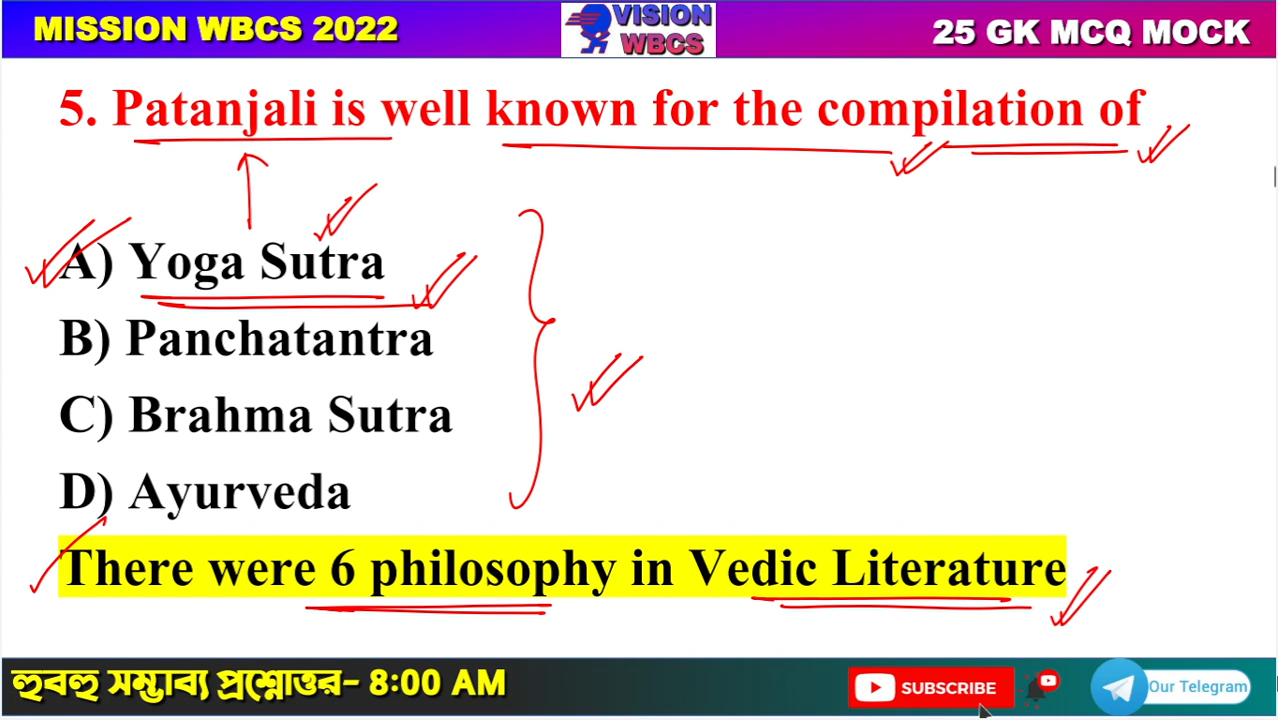 MISSION WBCS 2022
VISION
WBCS
25 GK MCQ MOCK
5. Patanjali is well known for the compilation of
A) Yoga Sutra
B) Panchatantra
C) Brahma Sutra
D) Ayurveda
There were 6 philosophy in Vedic Literature
হুবহু সম্ভাব্য প্রশ্নোত্তর- 8:00 AM
SUBSCRIBE
Our Telegram